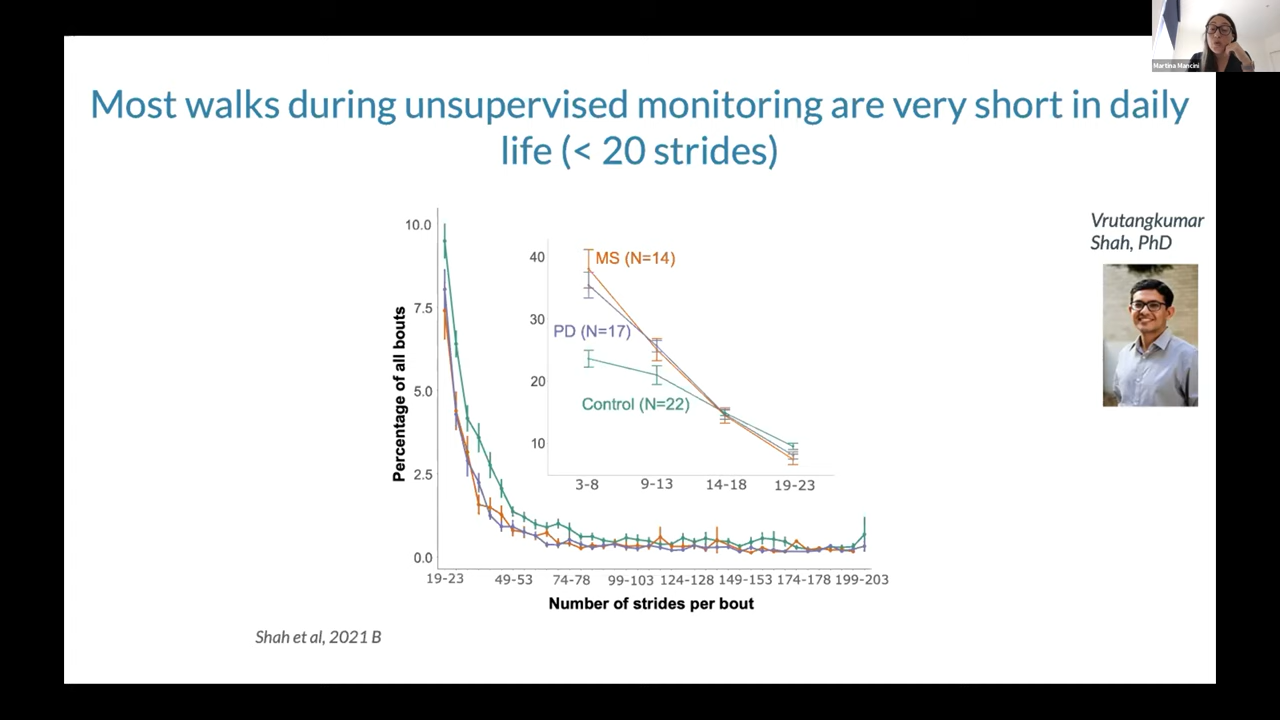 Martina Mancini
Most walks during unsupervised monitoring are very short in daily
life (< 20 strides)
Vrutangkumar
Shah, PhD
Percentage of all bouts
10.0
7.5
5.0
2.5
0.0
40
30
20
10
MS (N=14)
PD (N=17)
Control (N=22)
3-8 9-13 14-18 19-23
19-23 49-53 74-78 99-103 124-128 149-153 174-178 199-203
Number of strides per bout
Shah et al, 2021 B